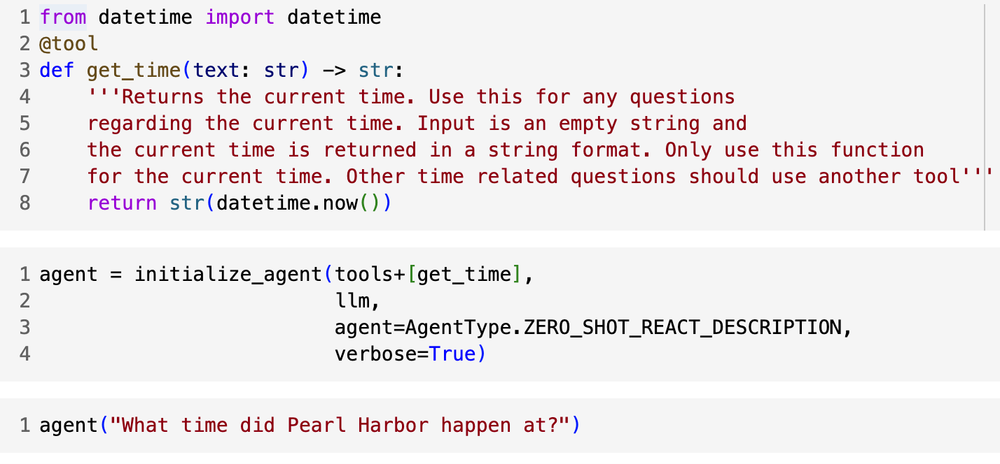 1 from datetime import datetime
2 @tool
3 def get_time(text: str) -> str:
4     '''Returns the current time. Use this for any questions
5     regarding the current time. Input is an empty string and
6     the current time is returned in a string format. Only use this function
7     for the current time. Other time related questions should use another tool'''
8     return str(datetime.now())
1 agent = initialize_agent(tools+[get_time],
2                          llm,
3                          agent=AgentType.ZERO_SHOT_REACT_DESCRIPTION,
4                          verbose=True)
1 agent("What time did Pearl Harbor happen at?")